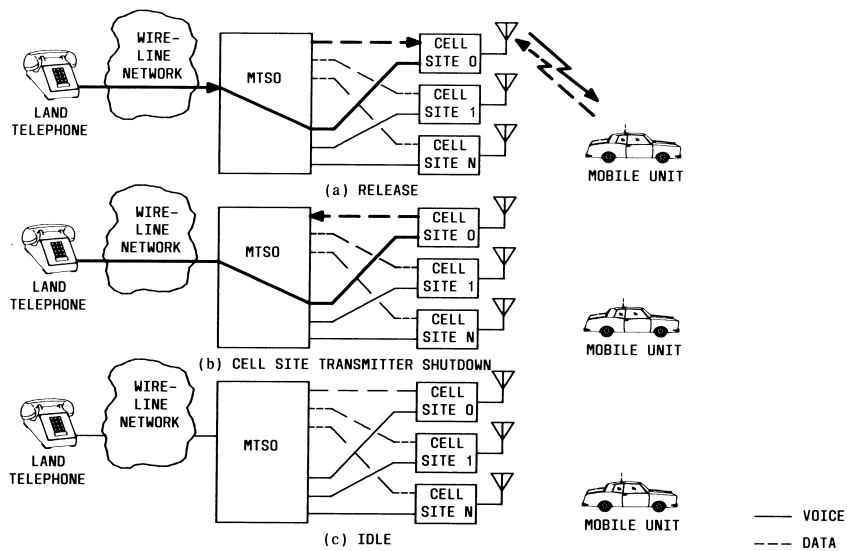 WIRE-
LINE
NETWORK
MTSO
CELL
SITE 0
CELL
SITE 1
CELL
SITE N
LAND
TELEPHONE
MOBILE UNIT
(a) RELEASE
WIRE-
LINE
NETWORK
MTSO
CELL
SITE 0
CELL
SITE 1
CELL
SITE N
LAND
TELEPHONE
MOBILE UNIT
(b) CELL SITE TRANSMITTER SHUTDOWN
WIRE-
LINE
NETWORK
MTSO
CELL
SITE 0
CELL
SITE 1
CELL
SITE N
LAND
TELEPHONE
MOBILE UNIT
(c) IDLE
VOICE
DATA